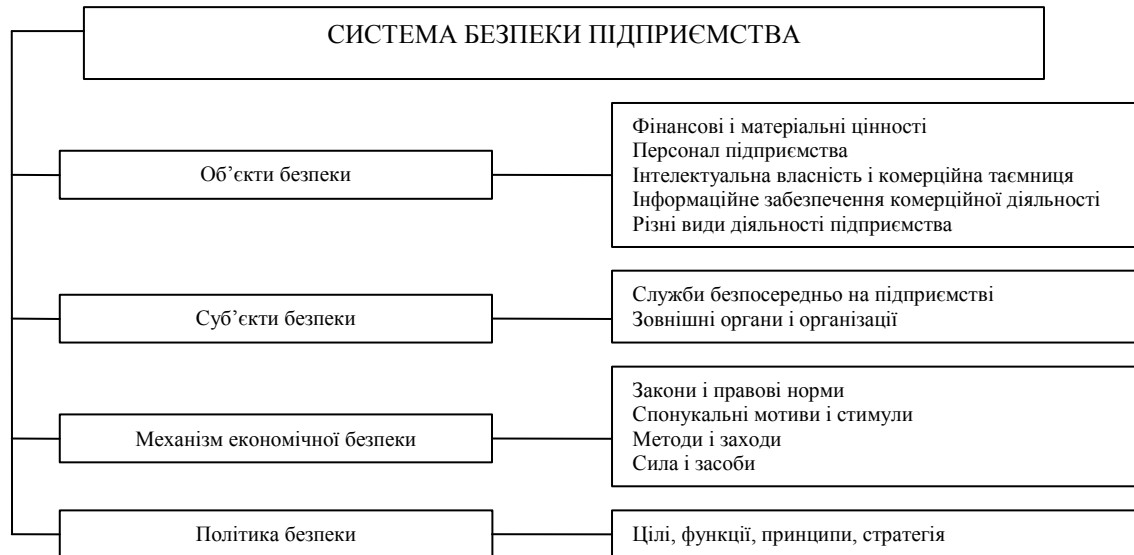 СИСТЕМА БЕЗПЕКИ ПІДПРИЄМСТВА
Об’єкти безпеки
Фінансові і матеріальні цінності
Персонал підприємства
Інтелектуальна власність і комерційна таємниця
Інформаційне забезпечення комерційної діяльності
Різні види діяльності підприємства
Суб’єкти безпеки
Служби безпосередньо на підприємстві
Зовнішні органи і організації
Механізм економічної безпеки
Закони і правові норми
Спонукальні мотиви і стимули
Методи і заходи
Сила і засоби
Політика безпеки
Цілі, функції, принципи, стратегія